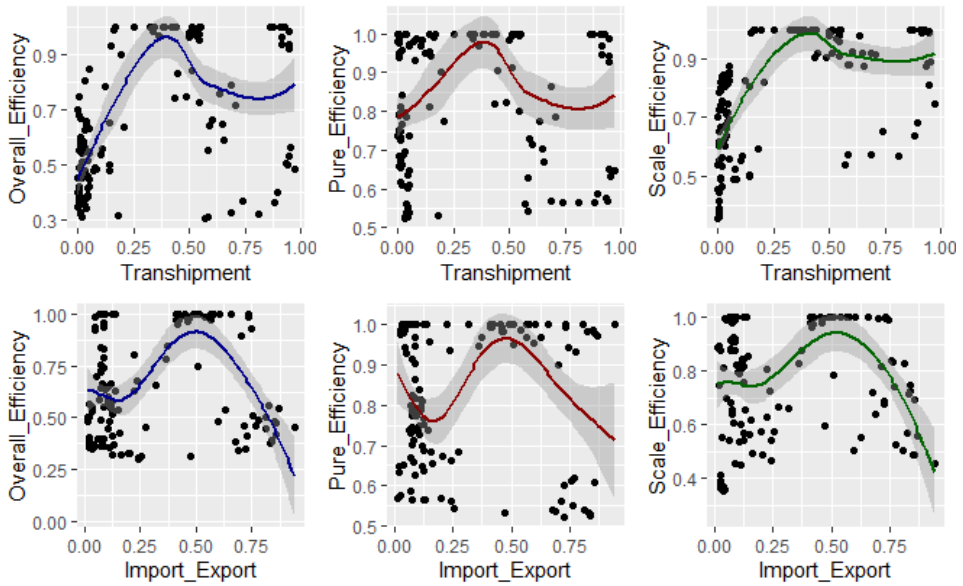 Overall_Efficiency
0.9
0.7
0.5
0.3
0.00 0.25 0.50 0.75 1.00
Transhipment
Pure_Efficiency
1.0
0.9
0.8
0.7
0.6
0.5
0.00 0.25 0.50 0.75 1.00
Transhipment
Scale_Efficiency
0.9
0.7
0.5
0.00 0.25 0.50 0.75 1.00
Transhipment
Overall_Efficiency
1.00
0.75
0.50
0.25
0.00
0.00 0.25 0.50 0.75
Import_Export
Pure_Efficiency
1.0
0.9
0.8
0.7
0.6
0.5
0.00 0.25 0.50 0.75
Import_Export
Scale_Efficiency
1.0
0.8
0.6
0.4
0.00 0.25 0.50 0.75
Import_Export